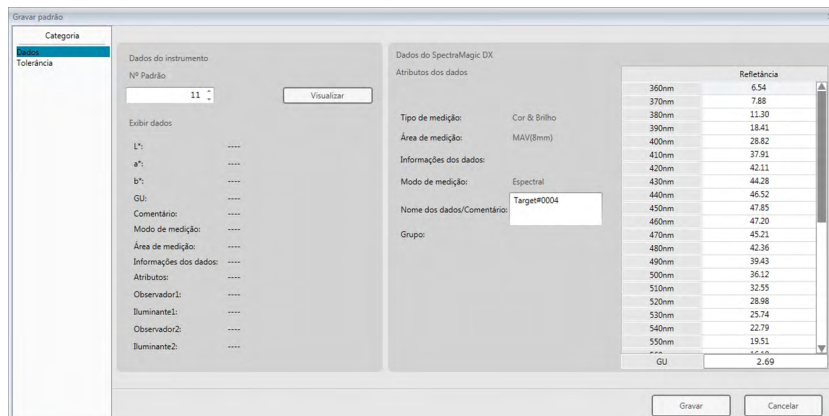 Gravar padrão
Categoria
Dados
Tolerância
Dados do instrumento
Nº Padrão
11
Visualizar
Exibir dados
L*: ----
a*: ----
b*: ----
GU: ----
Comentário: ----
Modo de medição: ----
Área de medição: ----
Informações dos dados: ----
Atributos: ----
Observador1: ----
Iluminante1: ----
Observador2: ----
Iluminante2: ----
Dados do SpectraMagic DX
Atributos dos dados
Tipo de medição: Cor & Brilho
Área de medição: MAV(8mm)
Informações dos dados:
Modo de medição: Espectral
Nome dos dados/Comentário: Target#0004
Grupo:
Refletância
360nm 6.54
370nm 7.88
380nm 11.30
390nm 18.41
400nm 28.82
410nm 37.91
420nm 42.11
430nm 44.28
440nm 46.52
450nm 47.85
460nm 47.20
470nm 45.21
480nm 42.36
490nm 39.43
500nm 36.12
510nm 32.55
520nm 28.98
530nm 25.74
540nm 22.79
550nm 19.51
GU 2.69
Gravar
Cancelar